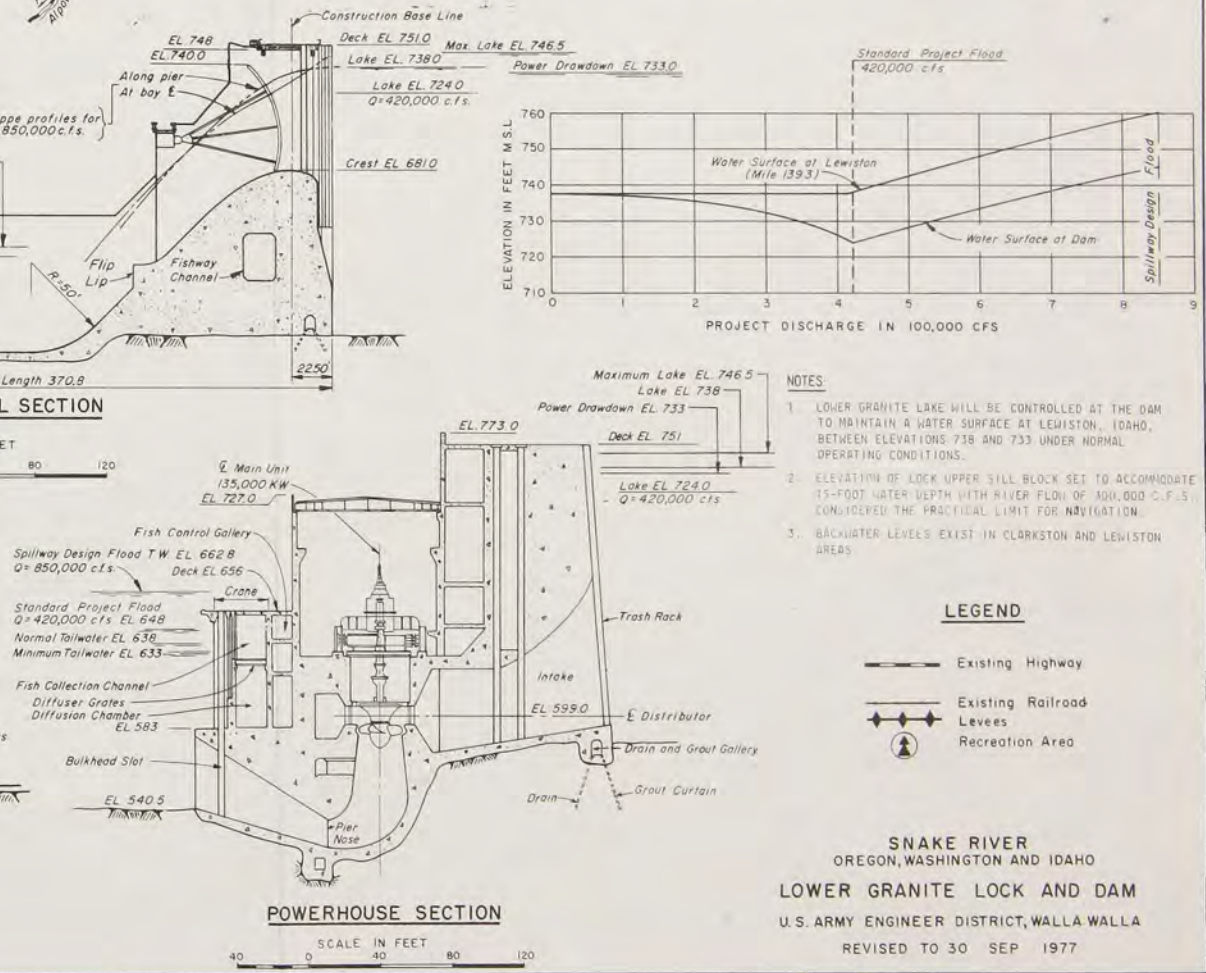 Construction Base Line
EL 748
EL.740.0
Along pier
At bay ℄
ppe profiles for
850,000 c.f.s.
Deck EL 751.0
Max. Lake EL.746.5
Lake EL. 738.0
Power Drawdown EL 733.0
Lake EL. 724.0
Q=420,000 c.f.s.
Crest EL 681.0
Flip
Lip
Fishway
Channel
R=50'
22.50'
Length 370.8
L SECTION
ET
80 120
Standard Project Flood
420,000 cfs
ELEVATION IN FEET M.S.L.
760
750
740
730
720
710
Water Surface at Lewiston
(Mile 139.3)
Water Surface at Dam
Spillway Design Flood
0 1 2 3 4 5 6 7 8 9
PROJECT DISCHARGE IN 100,000 CFS
Maximum Lake EL 746.5
Lake EL. 738
Power Drawdown EL. 733
EL.773.0
Deck EL. 751
Lake EL. 724.0
Q=420,000 cfs
℄ Main Unit
135,000 KW
EL 727.0
Fish Control Gallery
Spillway Design Flood T W EL 662.8
Q= 850,000 c.f.s.
Deck EL 656
Crane
Standard Project Flood
Q=420,000 cfs EL 648
Normal Tailwater EL 638
Minimum Tailwater EL 633
Fish Collection Channel
Diffuser Grates
Diffusion Chamber
EL 583
Bulkhead Slot
EL 540.5
Trash Rack
Intake
EL 599.0
℄ Distributor
Drain and Grout Gallery
Drain
Grout Curtain
Pier
Nose
POWERHOUSE SECTION
SCALE IN FEET
40 0 40 80 120
NOTES:
1. LOWER GRANITE LAKE WILL BE CONTROLLED AT THE DAM
TO MAINTAIN A WATER SURFACE AT LEWISTON, IDAHO,
BETWEEN ELEVATIONS 738 AND 733 UNDER NORMAL
OPERATING CONDITIONS.
2. ELEVATION OF LOCK UPPER SILL BLOCK SET TO ACCOMMODATE
15-FOOT WATER DEPTH WITH RIVER FLOW OF 300,000 C.F.S.,
CONSIDERED THE PRACTICAL LIMIT FOR NAVIGATION.
3. BACKWATER LEVEES EXIST IN CLARKSTON AND LEWISTON
AREAS
LEGEND
Existing Highway
Existing Railroad
Levees
Recreation Area
SNAKE RIVER
OREGON, WASHINGTON AND IDAHO
LOWER GRANITE LOCK AND DAM
U.S. ARMY ENGINEER DISTRICT, WALLA WALLA
REVISED TO 30 SEP 1977